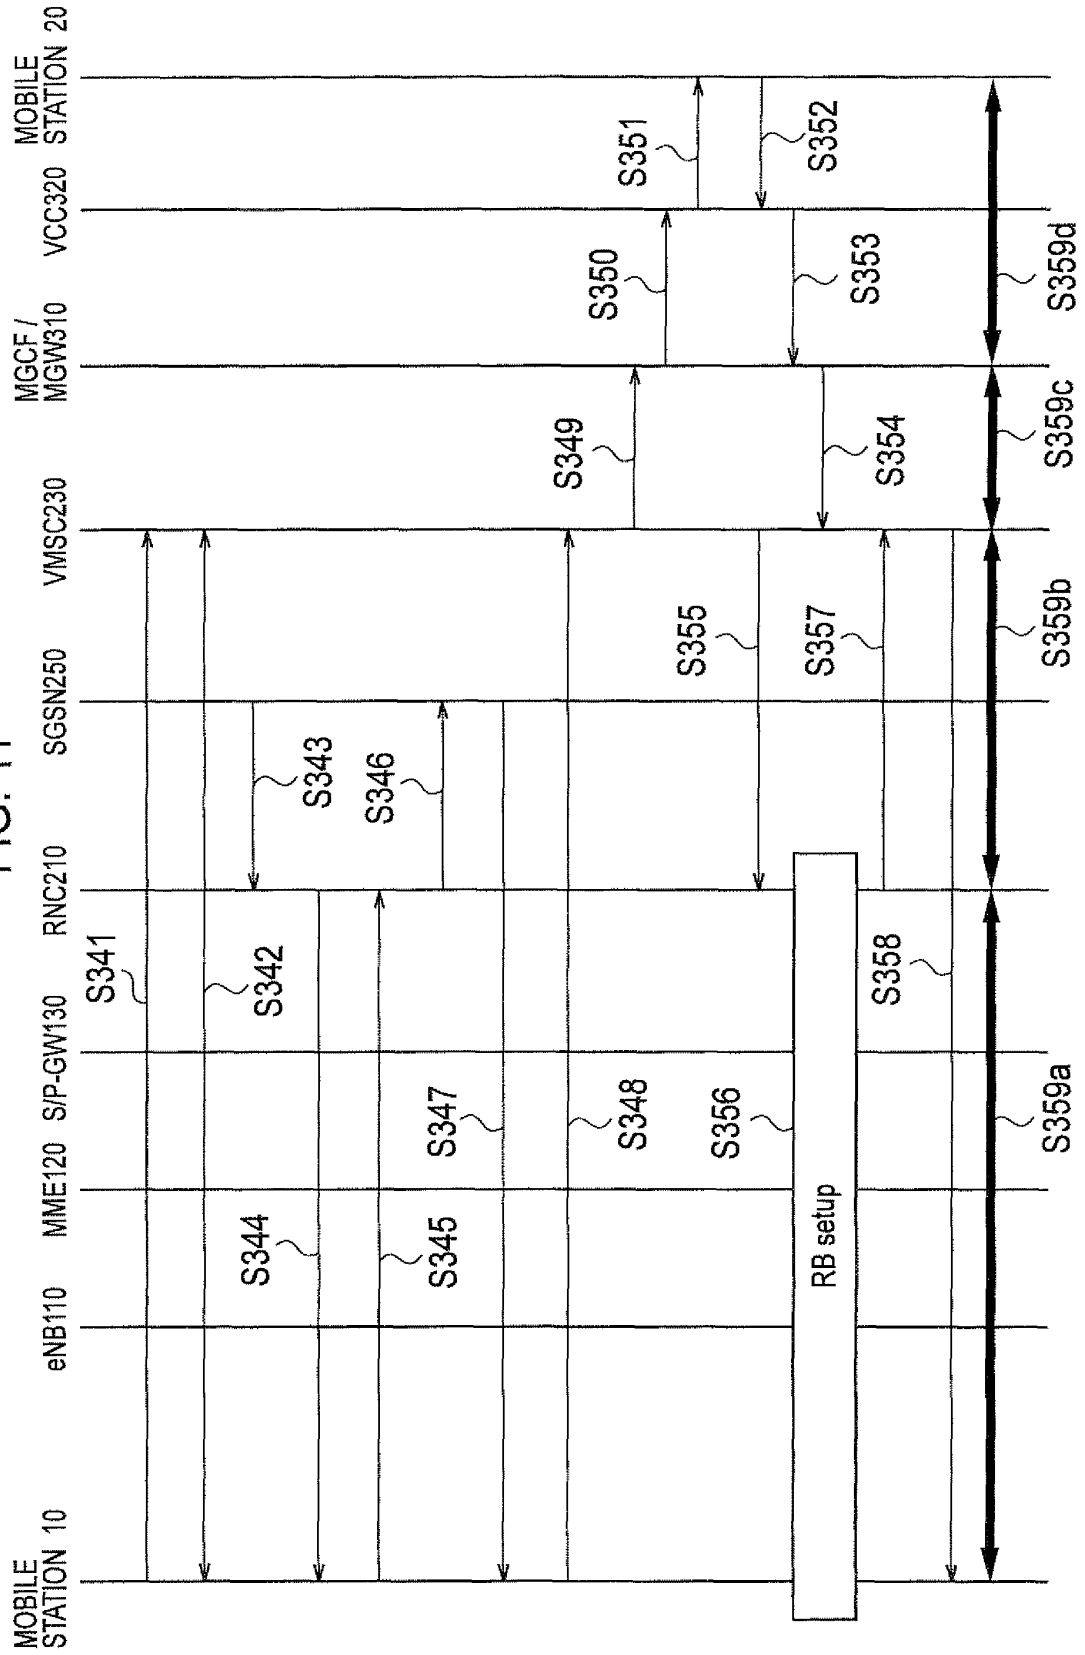 MOBILE
STATION 10
eNB110
MME120
S/P-GW130
RNC210
SGSN250
VMSC230
MGCF /
MGW310
VCC320
MOBILE
STATION 20
S341
S342
S343
S344
S345
S346
S347
S348
S349
S350
S351
S352
S353
S354
S355
S356
RB setup
S357
S358
S359a
S359b
S359c
S359d